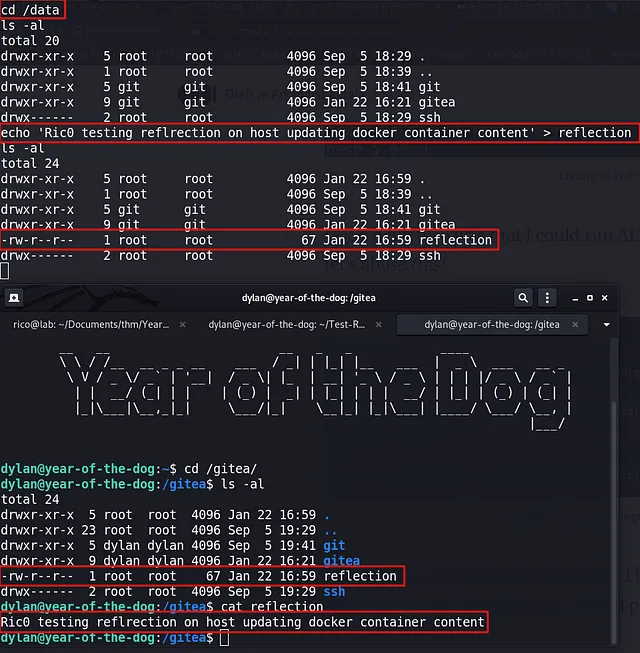 cd /data
ls -al
total 20
drwxr-xr-x    5 root     root          4096 Sep  5 18:29 .
drwxr-xr-x    1 root     root          4096 Sep  5 18:39 ..
drwxr-xr-x    5 git      git           4096 Sep  5 18:41 git
drwxr-xr-x    9 git      git           4096 Jan 22 16:21 gitea
drwx------    2 root     root          4096 Sep  5 18:29 ssh
echo 'Ric0 testing reflrection on host updating docker container content' > reflection
ls -al
total 24
drwxr-xr-x    5 root     root          4096 Jan 22 16:59 .
drwxr-xr-x    1 root     root          4096 Sep  5 18:39 ..
drwxr-xr-x    5 git      git           4096 Sep  5 18:41 git
drwxr-xr-x    9 git      git           4096 Jan 22 16:21 gitea
-rw-r--r--    1 root     root            67 Jan 22 16:59 reflection
drwx------    2 root     root          4096 Sep  5 18:29 ssh
dylan@year-of-the-dog: /gitea
rico@lab: ~/Documents/thm/Year...
dylan@year-of-the-dog: ~/Test-R...
dylan@year-of-the-dog: /gitea
Year of the Dog
dylan@year-of-the-dog:~$ cd /gitea/
dylan@year-of-the-dog:/gitea$ ls -al
total 24
drwxr-xr-x  5 root  root  4096 Jan 22 16:59 .
drwxr-xr-x 23 root  root  4096 Sep  5 19:29 ..
drwxr-xr-x  5 dylan dylan 4096 Sep  5 19:41 git
drwxr-xr-x  9 dylan dylan 4096 Jan 22 16:21 gitea
-rw-r--r--  1 root  root    67 Jan 22 16:59 reflection
drwx------  2 root  root  4096 Sep  5 19:29 ssh
dylan@year-of-the-dog:/gitea$ cat reflection
Ric0 testing reflrection on host updating docker container content
dylan@year-of-the-dog:/gitea$